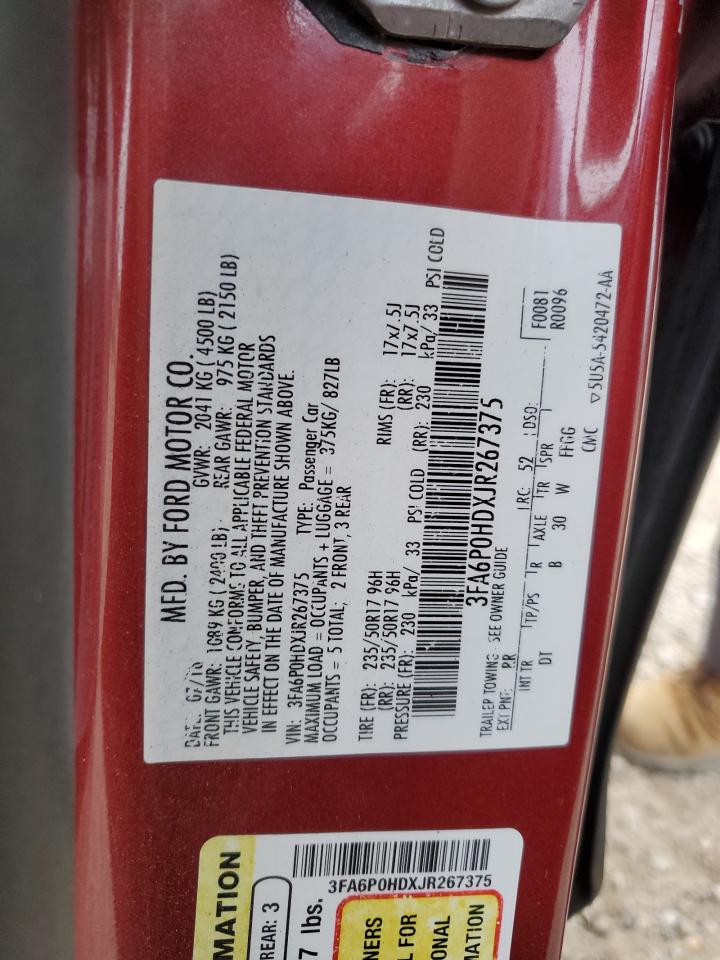 MFD. BY FORD MOTOR CO.
GVWR: 2041 KG ( 4500 LB)
FRONT GAWR: 1089 KG ( 2400 LB) REAR GAWR: 975 KG ( 2150 LB)
THIS VEHICLE CONFORMS TO ALL APPLICABLE FEDERAL MOTOR
VEHICLE SAFETY, BUMPER, AND THEFT PREVENTION STANDARDS
IN EFFECT ON THE DATE OF MANUFACTURE SHOWN ABOVE.
VIN: 3FA6P0HDXJR267375 TYPE: Passenger Car
MAXIMUM LOAD = OCCUPANTS + LUGGAGE = 375KG/ 827LB
OCCUPANTS = 5 TOTAL; 2 FRONT, 3 REAR
TIRE (FR): 235/50R17 96H RIMS (FR): 17x7.5J
(RR): 235/50R17 96H (RR): 17x7.5J
PRESSURE (FR): 230 kPa/ 33 PSI COLD (RR): 230 kPa/ 33 PSI COLD
3FA6P0HDXJR267375
TRAILER TOWING - SEE OWNER GUIDE
EXT PNT: RR RC: 52 DSO: F0081
INT TR TP/PS R AXLE TR SPR R0096
DT B 30 W FFGG
CMC
▽5U5A-5420472-AA
3FA6P0HDXJR267375
MATION
REAR: 3
7 lbs.
NERS
L FOR
ONAL
MATION